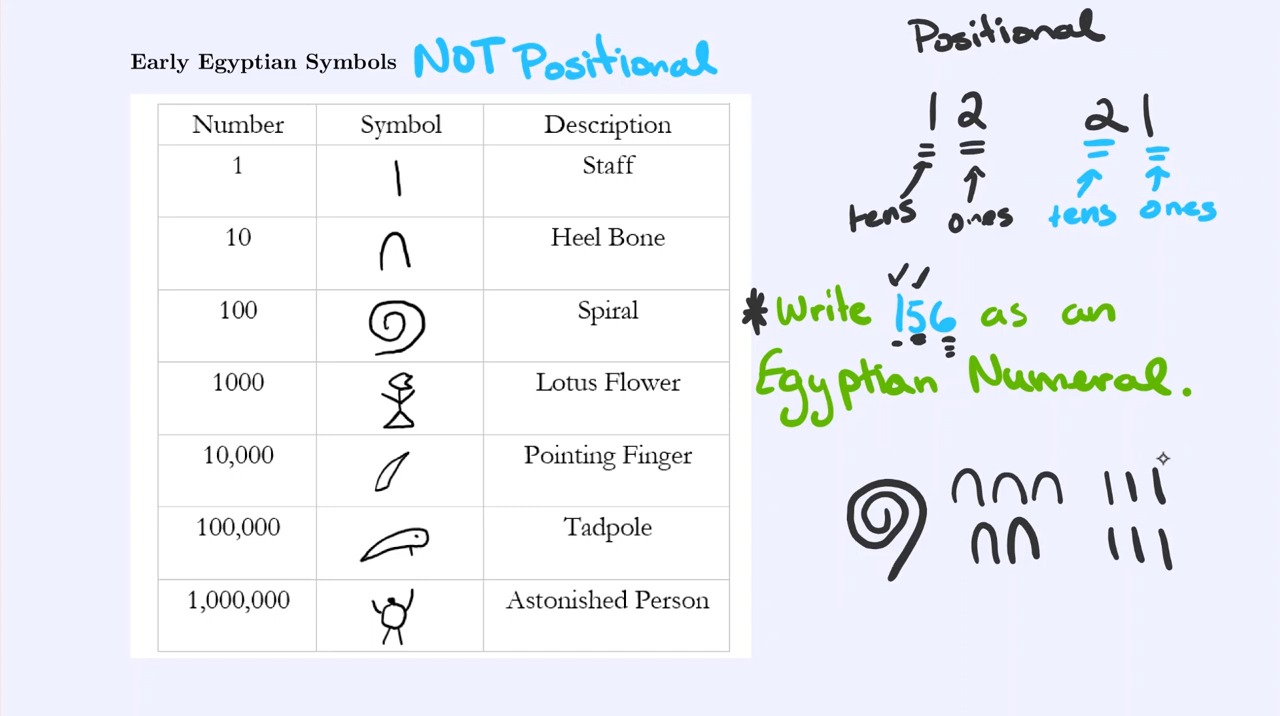 Early Egyptian Symbols NOT Positional
Number Symbol Description
1 Staff
10 Heel Bone
100 Spiral
1000 Lotus Flower
10,000 Pointing Finger
100,000 Tadpole
1,000,000 Astonished Person
Positional
12 21
tens ones tens ones
*Write 156 as an
Egyptian Numeral.